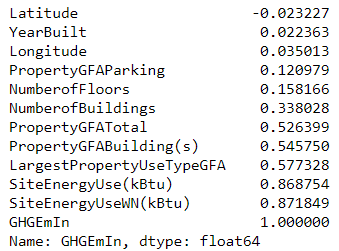 Latitude -0.023227
YearBuilt 0.022363
Longitude 0.035013
PropertyGFAParking 0.120979
NumberofFloors 0.158166
NumberofBuildings 0.338028
PropertyGFATotal 0.526399
PropertyGFABuilding(s) 0.545750
LargestPropertyUseTypeGFA 0.577328
SiteEnergyUse(kBtu) 0.868754
SiteEnergyUseWN(kBtu) 0.871849
GHGEmIn 1.000000
Name: GHGEmIn, dtype: float64